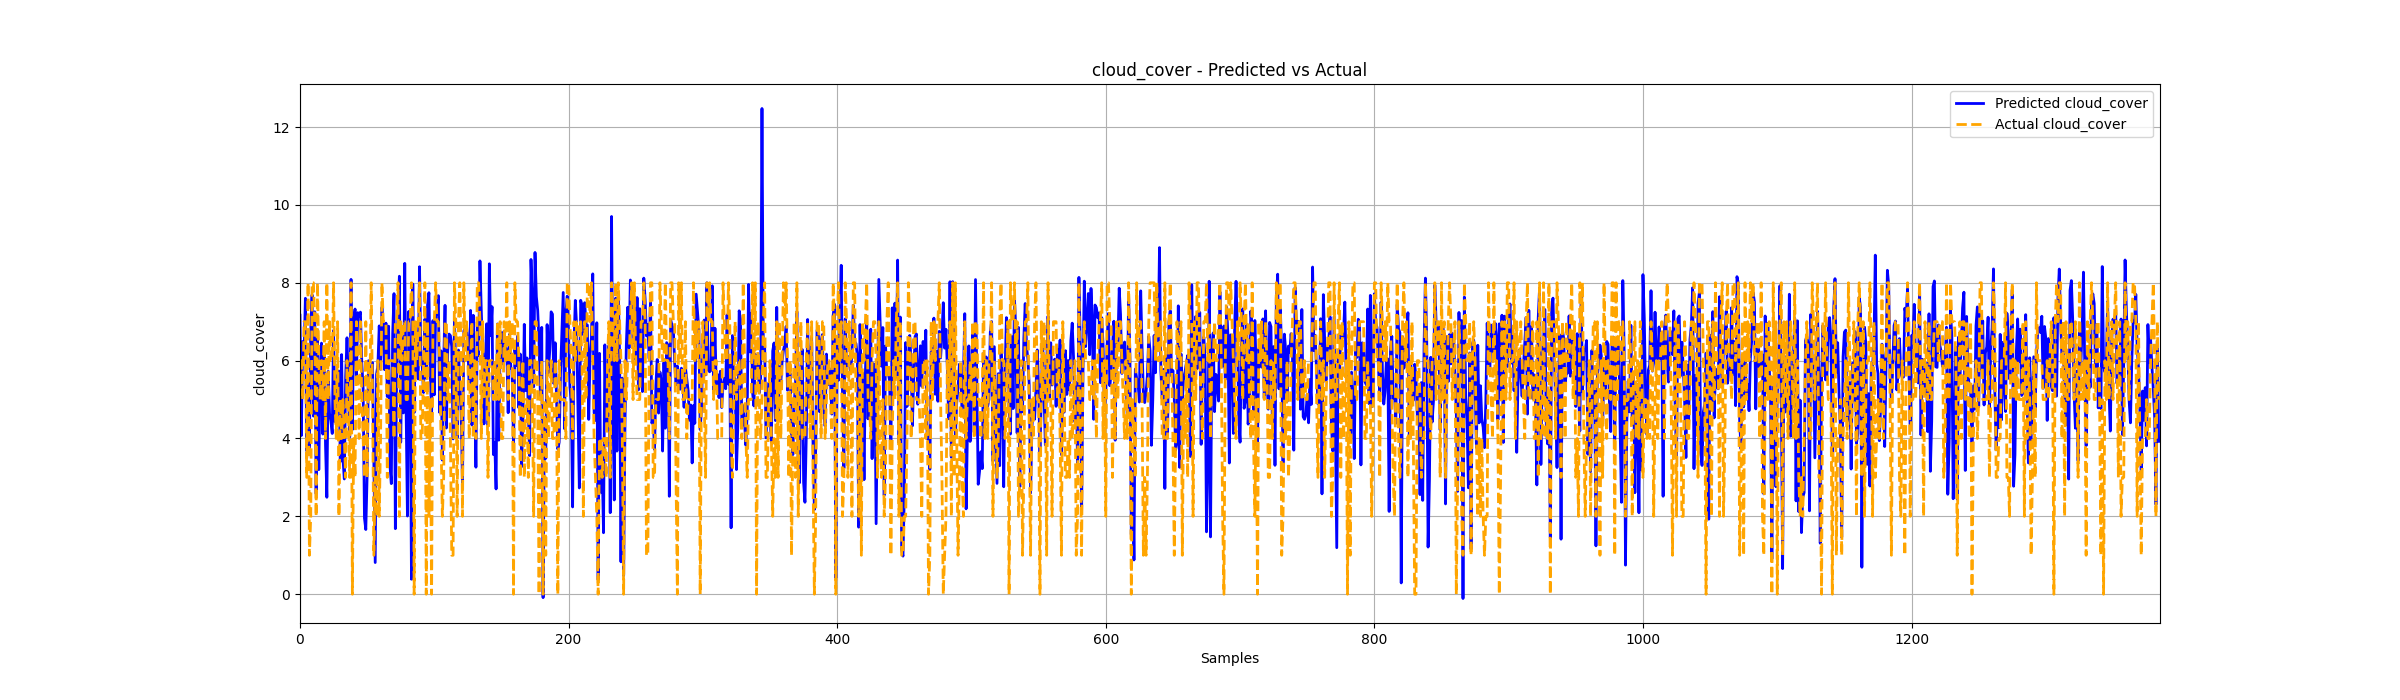 cloud_cover - Predicted vs Actual
Predicted cloud_cover
Actual cloud_cover
12
10
8
6
4
2
0
cloud_cover
0
200
400
600
800
1000
1200
Samples